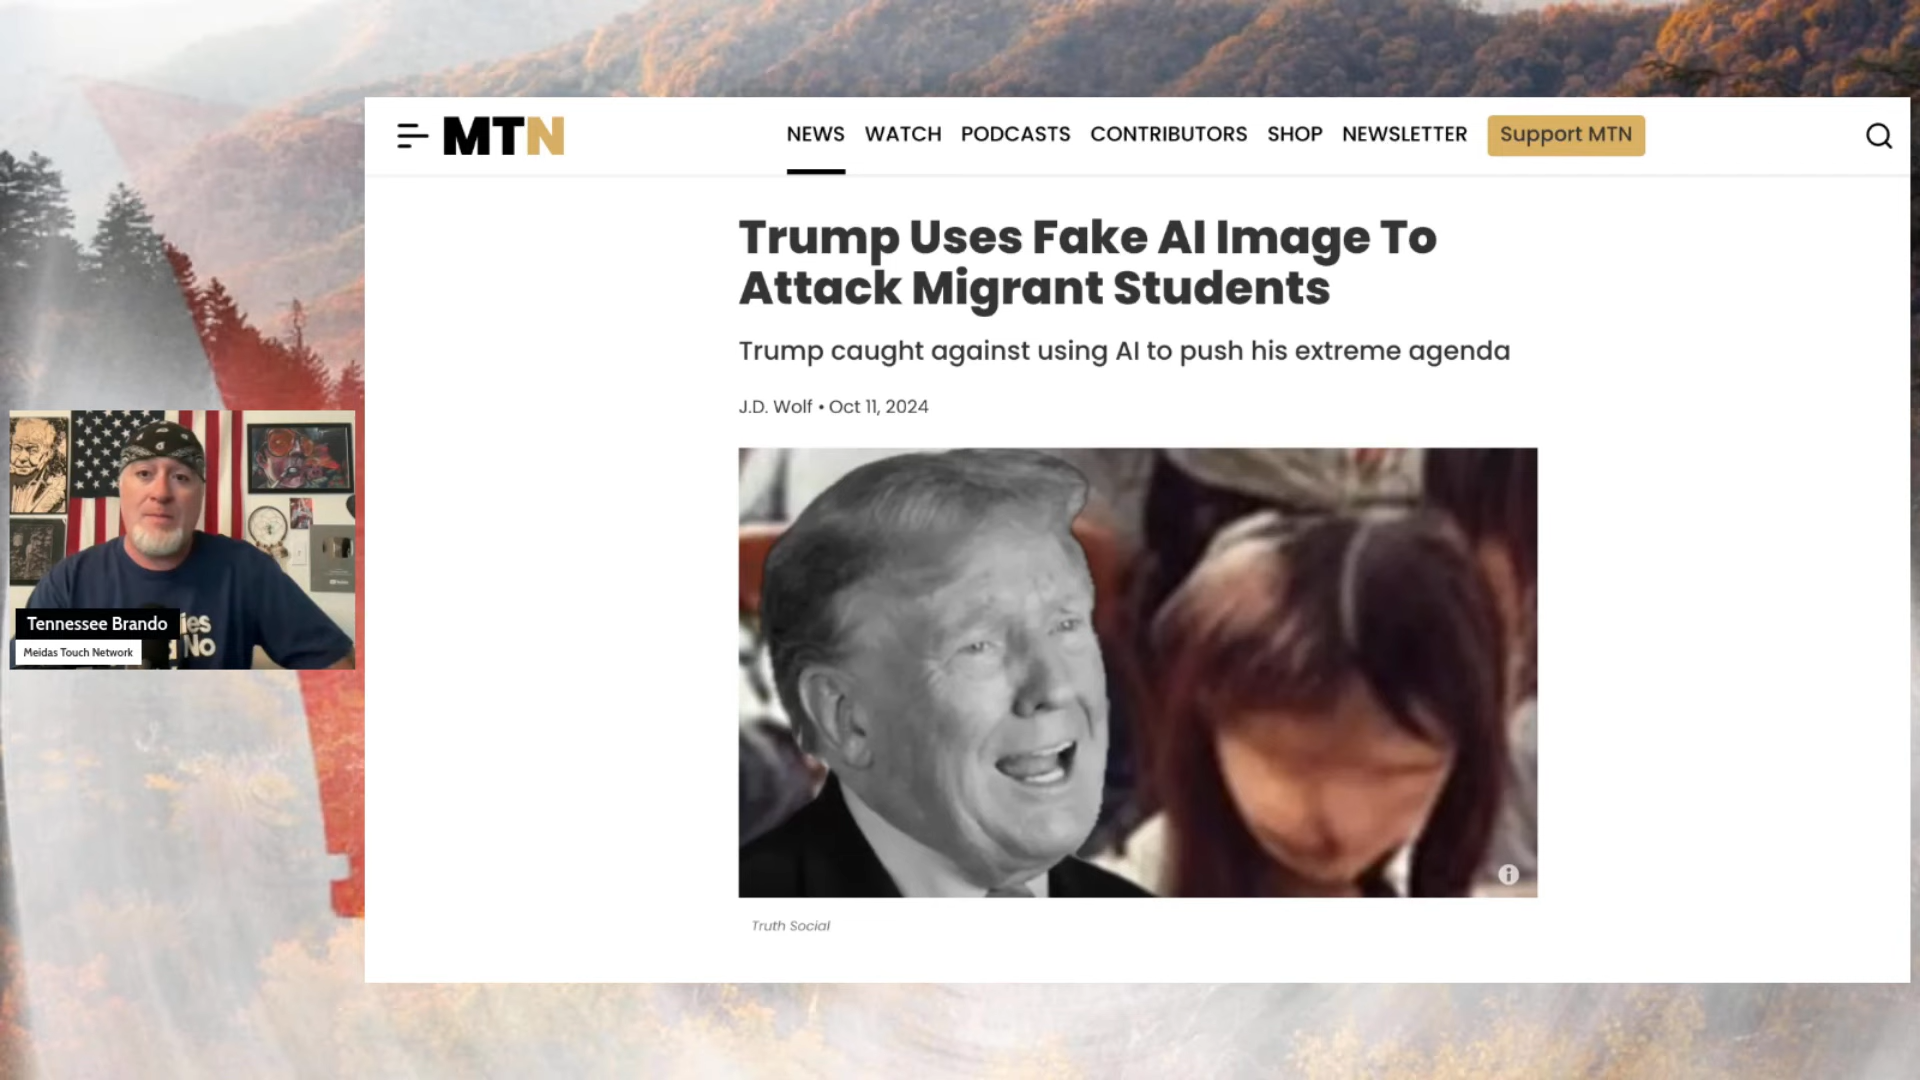 MTN
NEWS
WATCH
PODCASTS
CONTRIBUTORS
SHOP
NEWSLETTER
Support MTN
Trump Uses Fake AI Image To
Attack Migrant Students
Trump caught against using AI to push his extreme agenda
J.D. Wolf • Oct 11, 2024
Truth Social
ies
No
Tennessee Brando
Meidas Touch Network